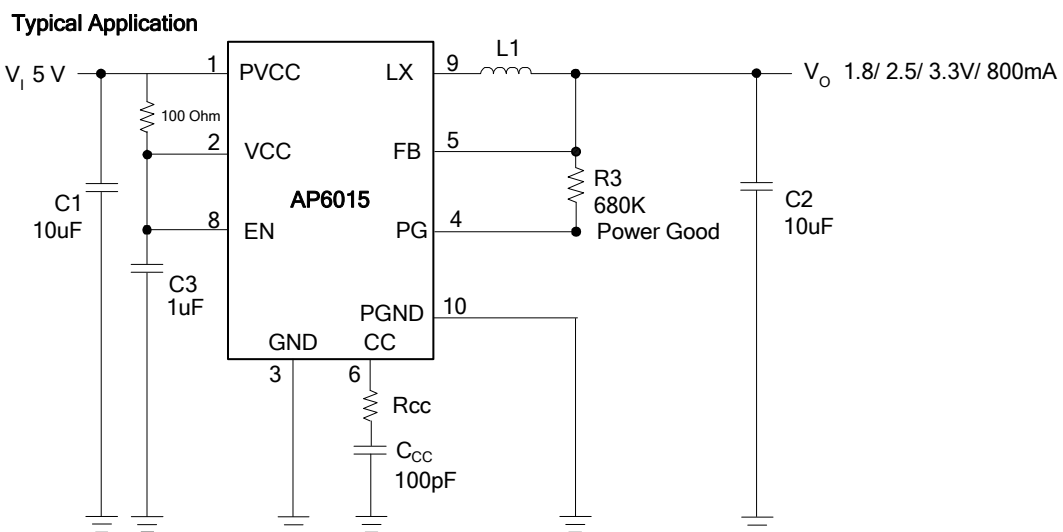 Typical Application
V_I 5 V
1
PVCC
LX
9
L1
V_O 1.8/ 2.5/ 3.3V/ 800mA
100 Ohm
2
VCC
FB
5
AP6015
R3
680K
C1
10uF
C2
10uF
8
EN
PG
4
Power Good
C3
1uF
PGND
10
GND
CC
3
6
Rcc
C_CC
100pF